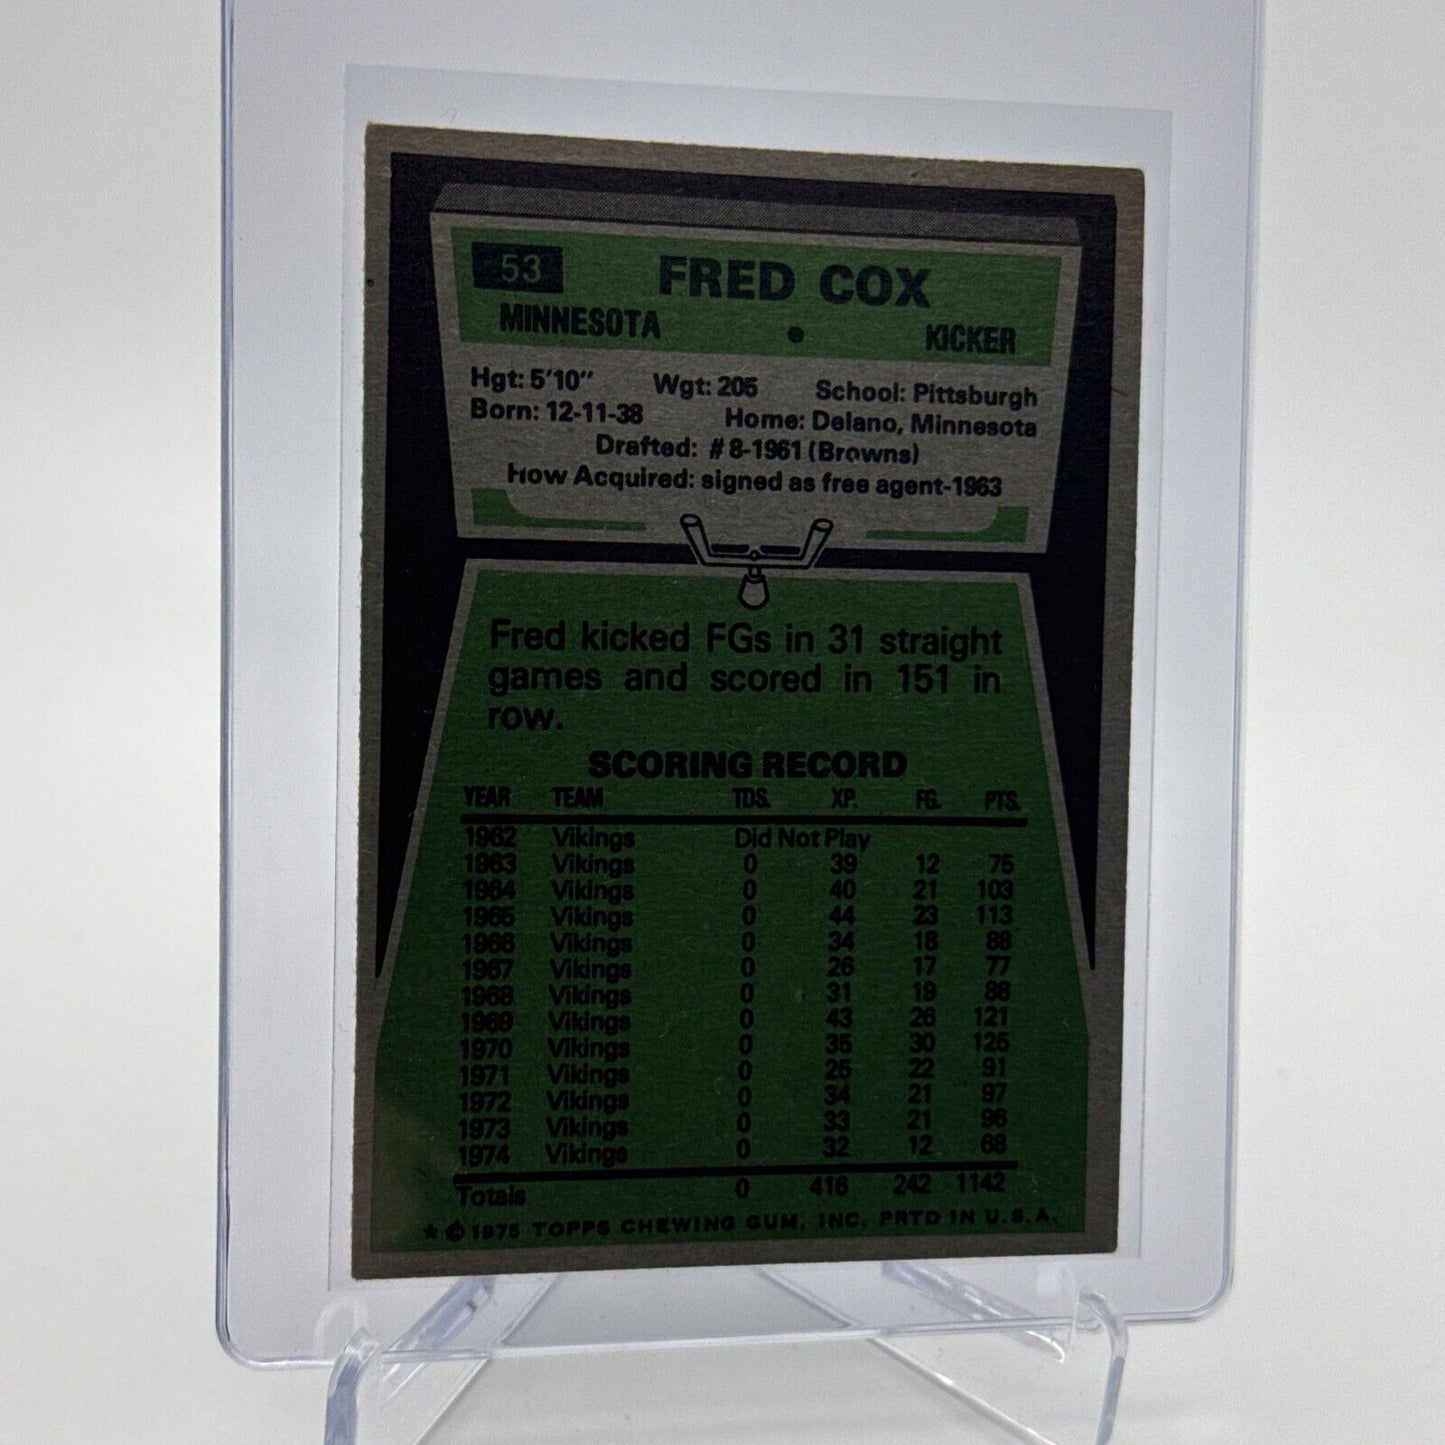 53 FRED COX
MINNESOTA • KICKER
Hgt: 5'10" Wgt: 205 School: Pittsburgh
Born: 12-11-38 Home: Delano, Minnesota
Drafted: #8-1961 (Browns)
How Acquired: signed as free agent-1963
Fred kicked FGs in 31 straight
games and scored in 151 in
row.
SCORING RECORD
YEAR TEAM TDS. XP. FG. PTS.
1962 Vikings Did Not Play
1963 Vikings 0 39 12 75
1964 Vikings 0 40 21 103
1965 Vikings 0 44 23 113
1966 Vikings 0 34 18 88
1967 Vikings 0 26 17 77
1968 Vikings 0 31 19 88
1969 Vikings 0 43 26 121
1970 Vikings 0 35 30 125
1971 Vikings 0 25 22 91
1972 Vikings 0 34 21 97
1973 Vikings 0 33 21 96
1974 Vikings 0 32 12 68
Totals 0 416 242 1142
★ © 1975 TOPPS CHEWING GUM, INC. PRTD IN U.S.A.